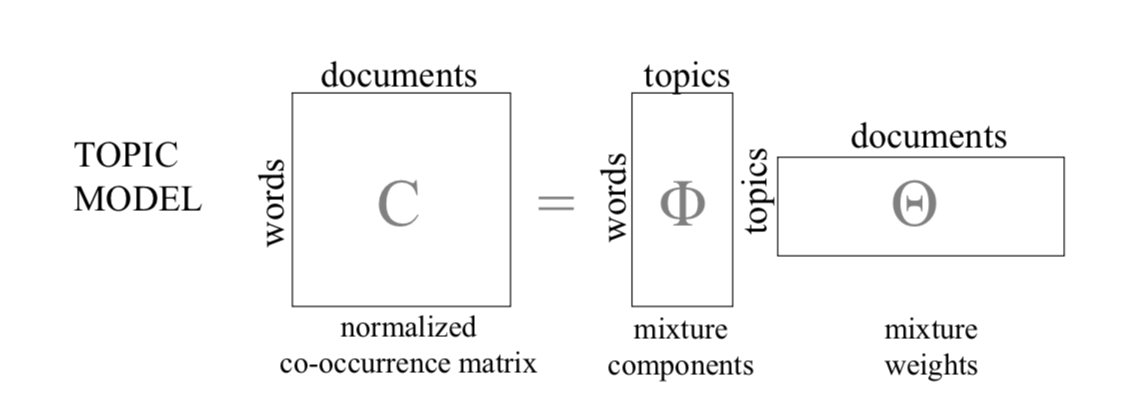 documents
topics
documents
TOPIC
MODEL
words
C
=
words
Φ
topics
Θ
normalized
co-occurrence matrix
mixture
components
mixture
weights